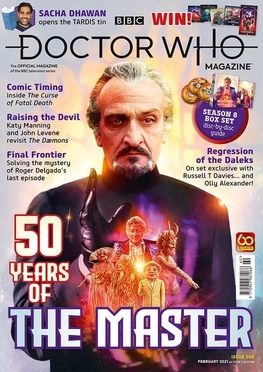 SACHA DHAWAN
opens the TARDIS tin
BBC
WIN!
DOCTOR WHO
The OFFICIAL MAGAZINE
of the BBC television series.
MAGAZINE
Comic Timing
Inside The Curse
of Fatal Death
Raising the Devil
Katy Manning
and John Levene
revisit The Dæmons
Final Frontier
Solving the mystery
of Roger Delgado's
last episode
SEASON 8
BOX SET
disc-by-disc
guide
Regression
of the Daleks
On set exclusive with
Russell T Davies... and
Olly Alexander!
50
YEARS
OF
THE MASTER
60
ISSUE 560
FEBRUARY 2021